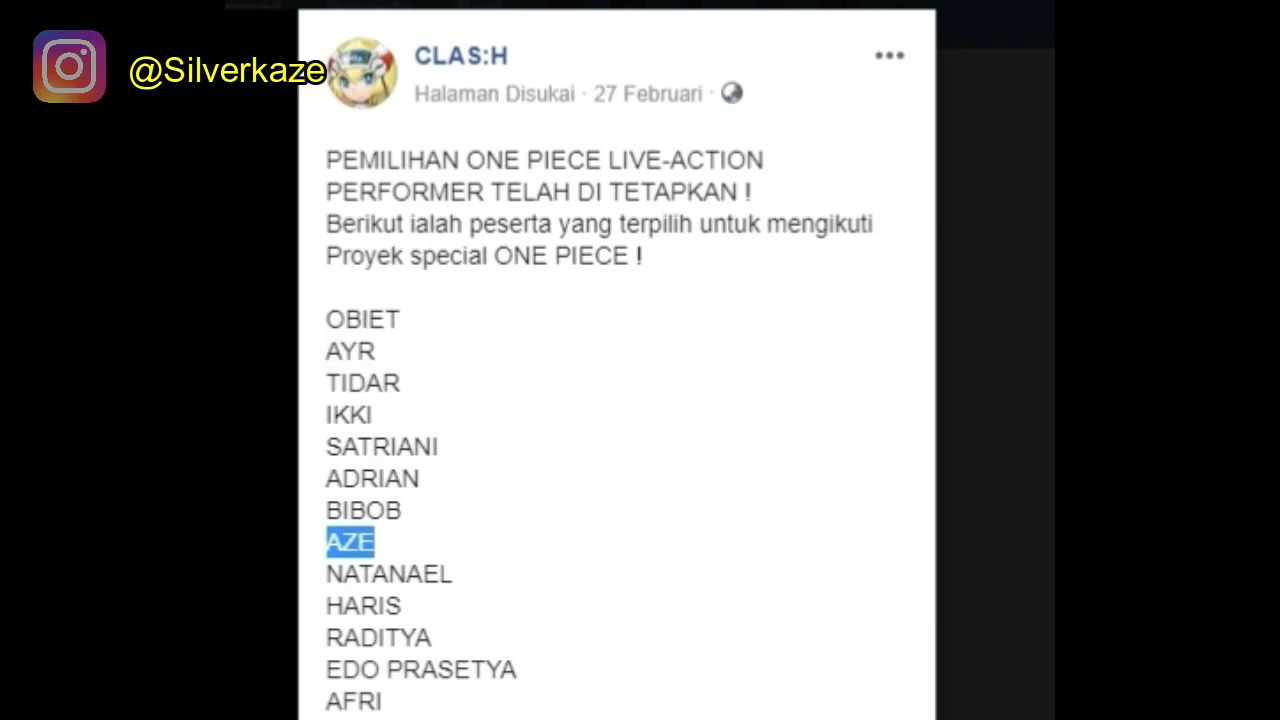 @Silverkaze
CLAS:H
Halaman Disukai · 27 Februari ·
PEMILIHAN ONE PIECE LIVE-ACTION
PERFORMER TELAH DI TETAPKAN !
Berikut ialah peserta yang terpilih untuk mengikuti
Proyek special ONE PIECE !
OBIET
AYR
TIDAR
IKKI
SATRIANI
ADRIAN
BIBOB
AZE
NATANAEL
HARIS
RADITYA
EDO PRASETYA
AFRI